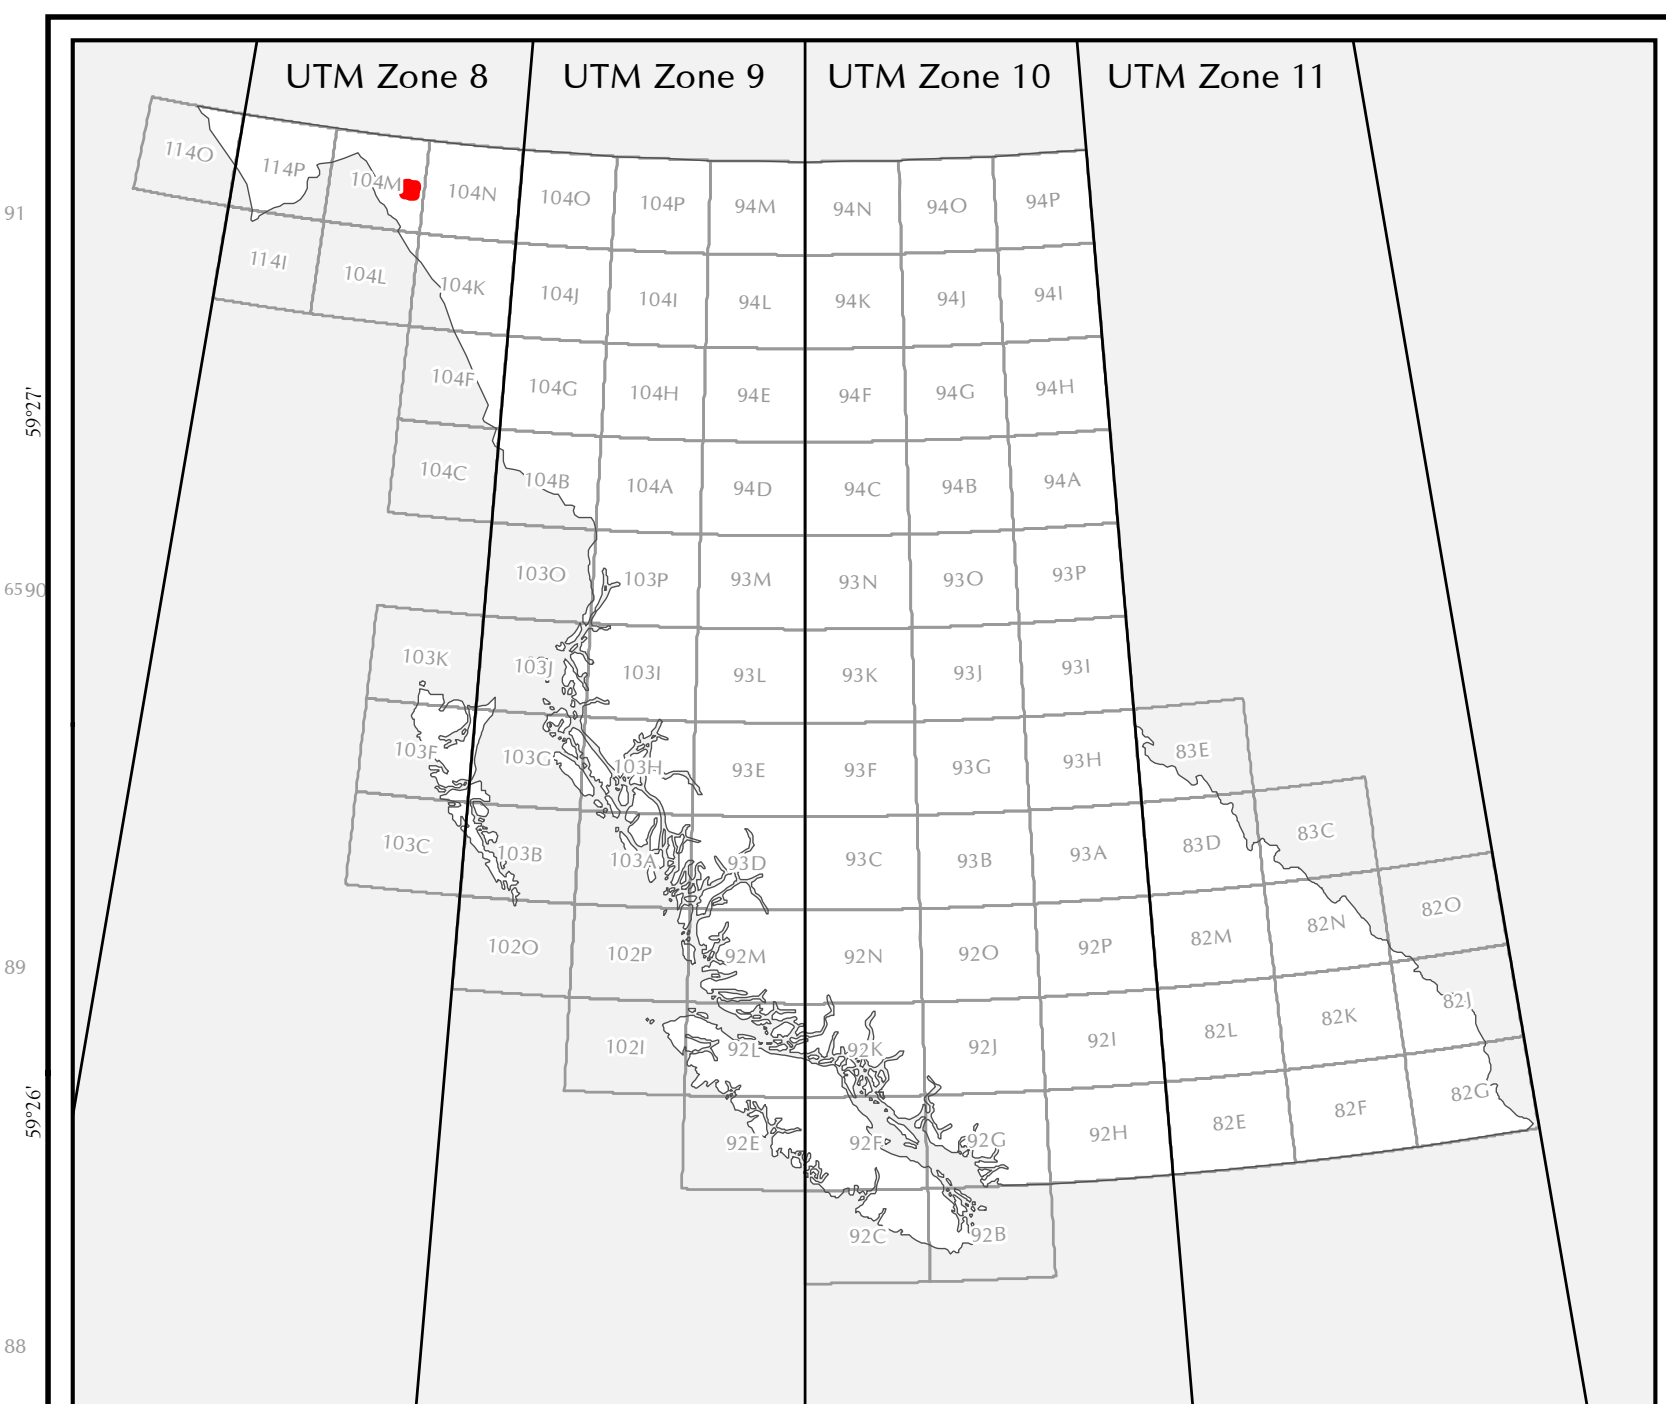 UTM Zone 8 UTM Zone 9 UTM Zone 10 UTM Zone 11
114O 114P 104M 104N 104O 104P 94M 94N 94O 94P
91
114I 104L 104K 104J 104I 94L 94K 94J 94I
104F 104G 104H 94E 94F 94G 94H
59°27'
104C 104B 104A 94D 94C 94B 94A
103O 103P 93M 93N 93O 93P
6590
103K 103J 103I 93L 93K 93J 93I
103F 103G 103H 93E 93F 93G 93H 83E
103C 103B 103A 93D 93C 93B 93A 83D 83C
102O 102P 92M 92N 92O 92P 82M 82N 82O
89
102I 92L 92K 92J 92I 82L 82K 82J
59°26'
92E 92F 92G 92H 82E 82F 82G
92C 92B
88